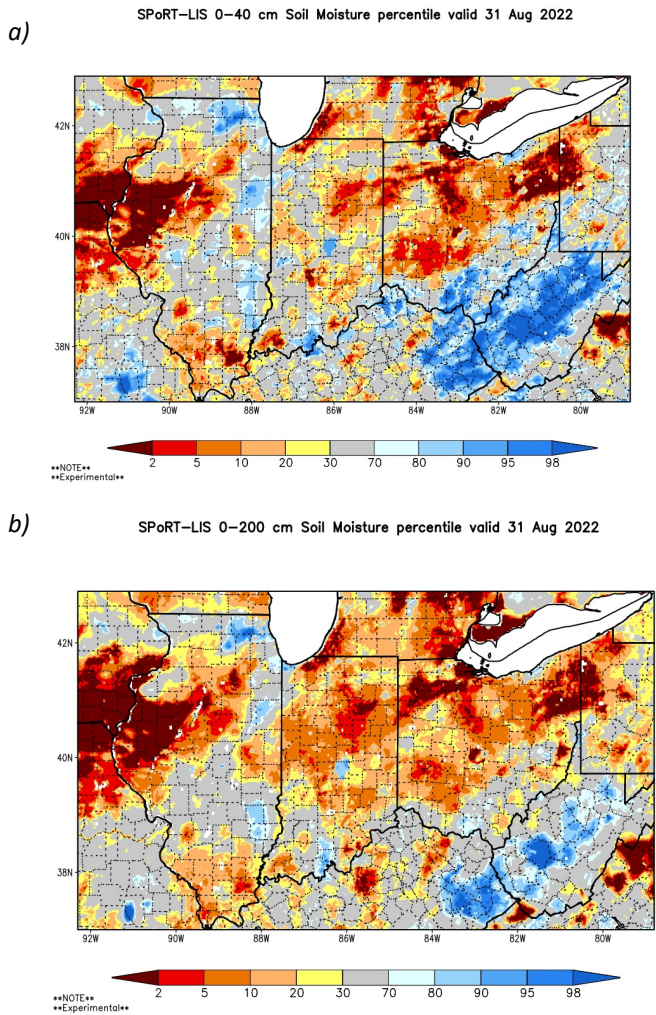 a)
SPoRT-LIS 0-40 cm Soil Moisture percentile valid 31 Aug 2022
42N
40N
38N
92W 90W 88W 86W 84W 82W 80W
2 5 10 20 30 70 80 90 95 98
**NOTE**
**Experimental**
b)
SPoRT-LIS 0-200 cm Soil Moisture percentile valid 31 Aug 2022
42N
40N
38N
92W 90W 88W 86W 84W 82W 80W
2 5 10 20 30 70 80 90 95 98
**NOTE**
**Experimental**